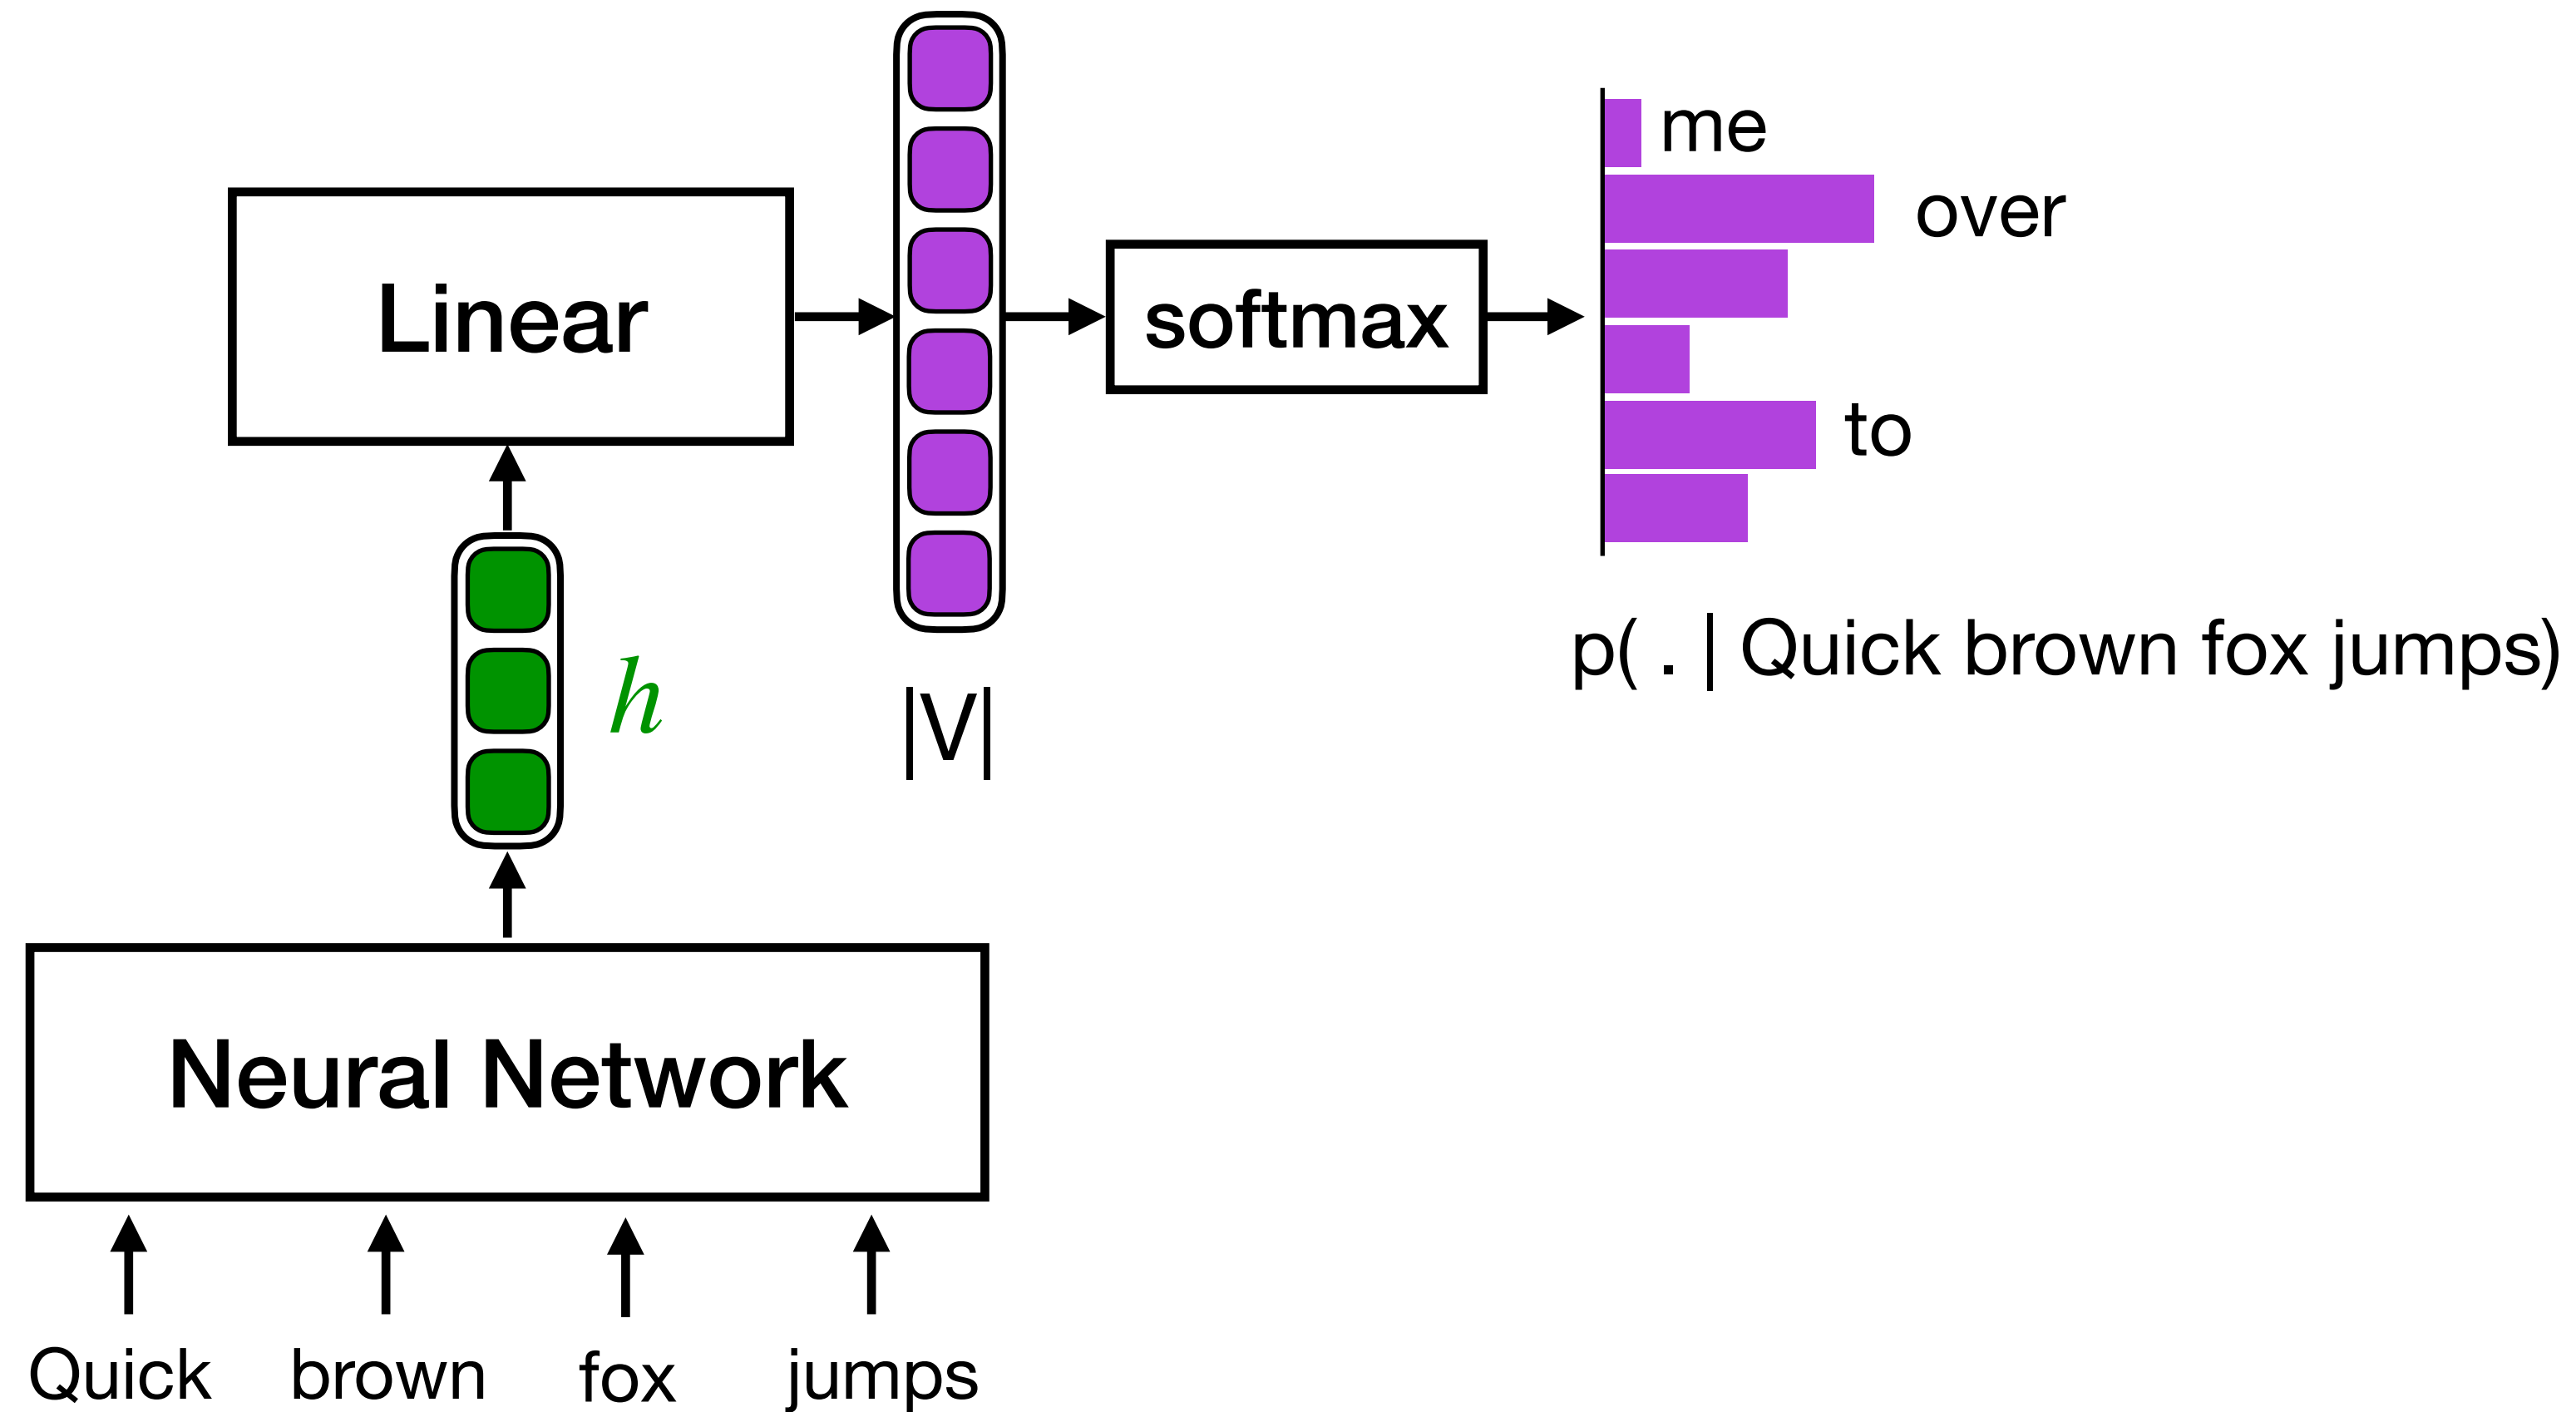 me
over
Linear
softmax
to
h
|V|
p( . | Quick brown fox jumps)
Neural Network
Quick brown fox jumps